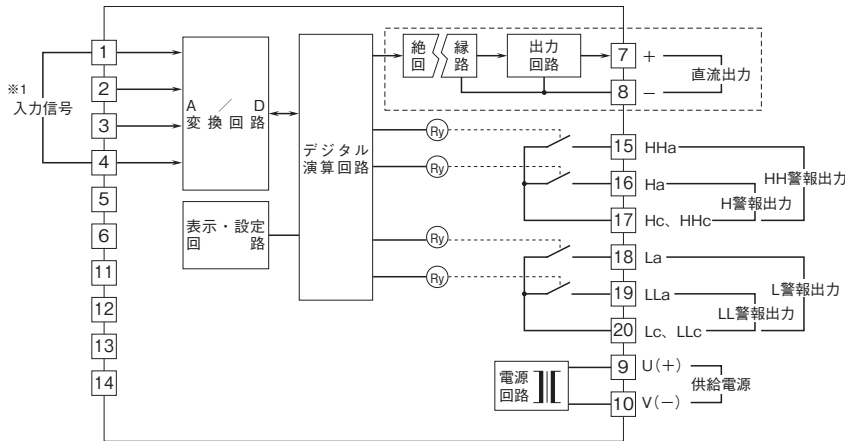 ※1
入力信号
1
2
3
4
5
6
11
12
13
14
A / D
変換回路
表示・設定
回 路
デジタル
演算回路
絶 縁
回 路
出力
回路
7 +
8 −
直流出力
Ry
Ry
Ry
Ry
15 HHa
16 Ha
17 Hc、HHc
H警報出力
HH警報出力
18 La
19 LLa
20 Lc、LLc
LL警報出力
L警報出力
電源
回路
9 U(+)
10 V(−)
供給電源